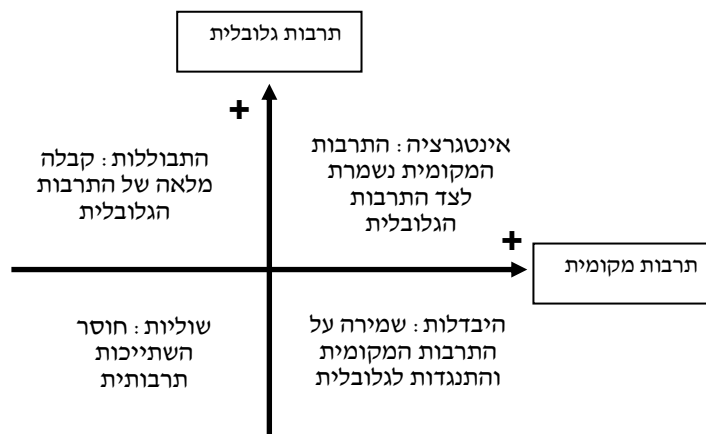 תרבות גלובלית
+
אינטגרציה: התרבות
המקומית נשמרת
לצד התרבות
הגלובלית
התבוללות: קבלה
מלאה של התרבות
הגלובלית
+
תרבות מקומית
היבדלות: שמירה על
התרבות המקומית
והתנגדות לגלובלית
שוליות: חוסר
השתייכות
תרבותית